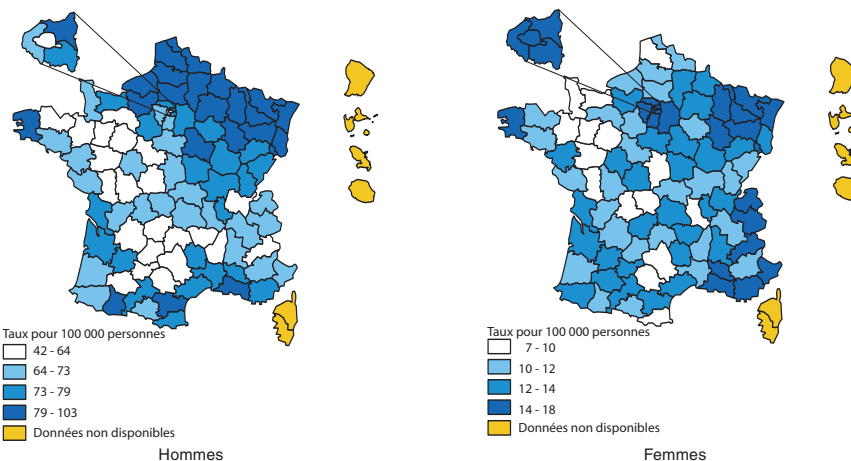 Taux pour 100 000 personnes
42 - 64
64 - 73
73 - 79
79 - 103
Données non disponibles
Hommes
Taux pour 100 000 personnes
7 - 10
10 - 12
12 - 14
14 - 18
Données non disponibles
Femmes